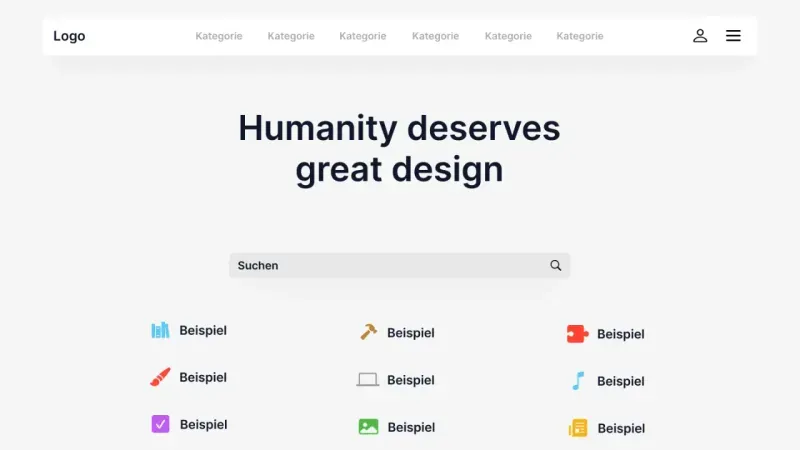 Logo
Kategorie Kategorie Kategorie Kategorie Kategorie Kategorie
Humanity deserves
great design
Suchen
Beispiel Beispiel Beispiel
Beispiel Beispiel Beispiel
Beispiel Beispiel Beispiel